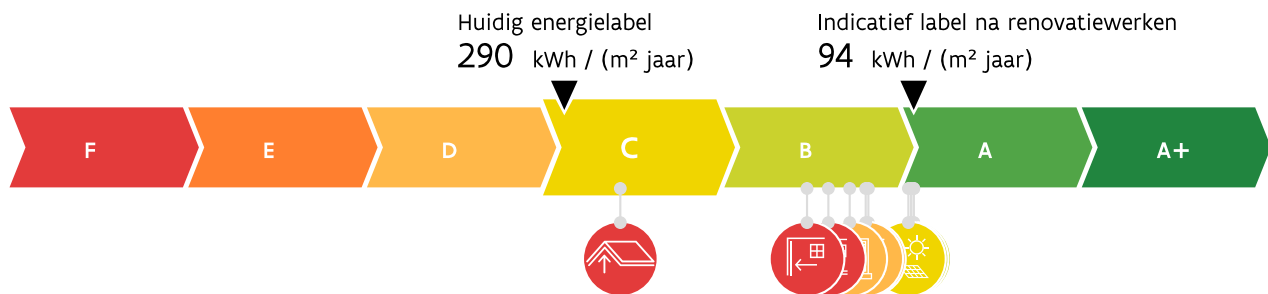 Huidig energielabel
290 kWh / (m² jaar)
Indicatief label na renovatiewerken
94 kWh / (m² jaar)
F E D C B A A+